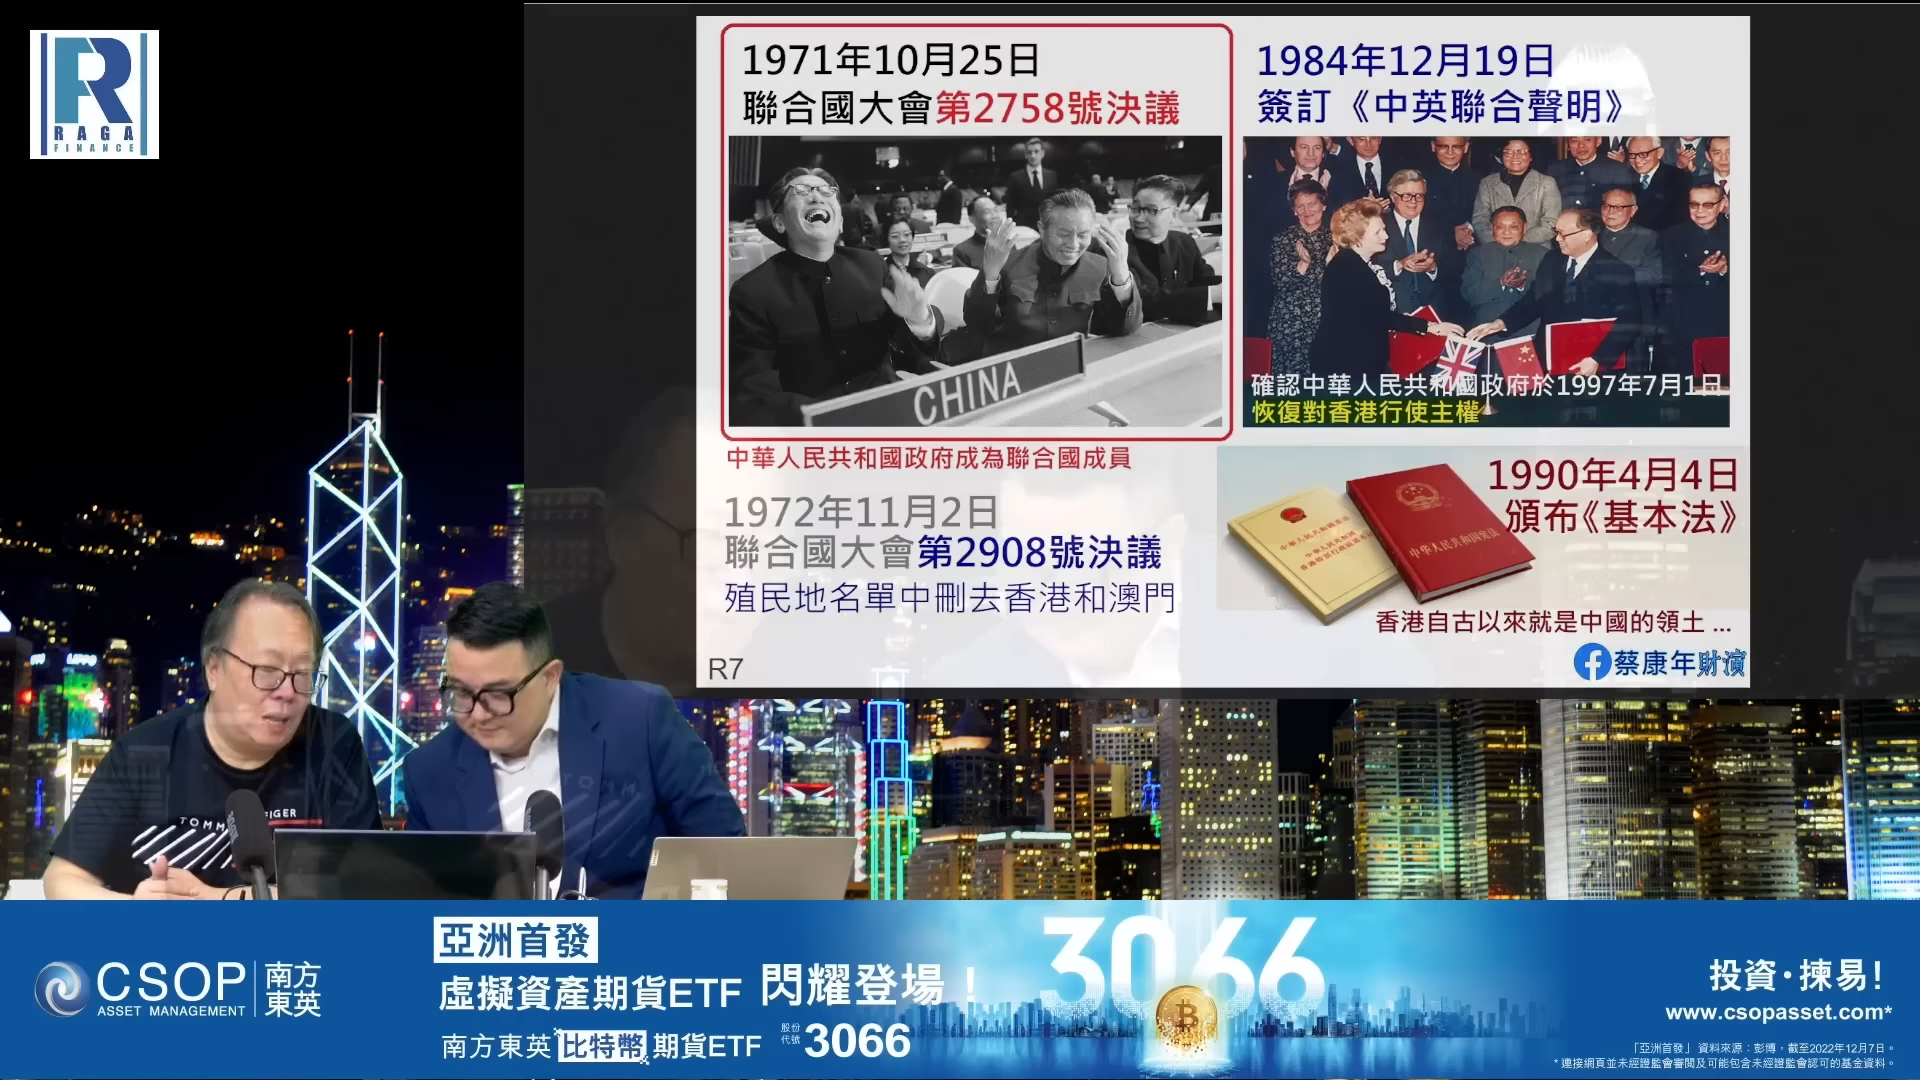 RAGA
FINANCE
1971年10月25日
聯合國大會第2758號決議
CHINA
中華人民共和國政府成為聯合國成員
1972年11月2日
聯合國大會第2908號決議
殖民地名單中刪去香港和澳門
R7
1984年12月19日
簽訂《中英聯合聲明》
確認中華人民共和國政府於1997年7月1日
恢復對香港行使主權
1990年4月4日
頒布《基本法》
中华人民共和国宪法
香港自古以來就是中國的領土 ...
蔡康年財演
CSOP
ASSET MANAGEMENT
南方
東英
亞洲首發
虛擬資產期貨ETF 閃耀登場！
南方東英 比特幣 期貨ETF 股份代號 3066
3066
投資·揀易!
www.csopasset.com*
「亞洲首發」 資料來源：彭博，截至2022年12月7日。
* 連接網頁並未經證監會審閱及可能包含未經證監會認可的基金資料。